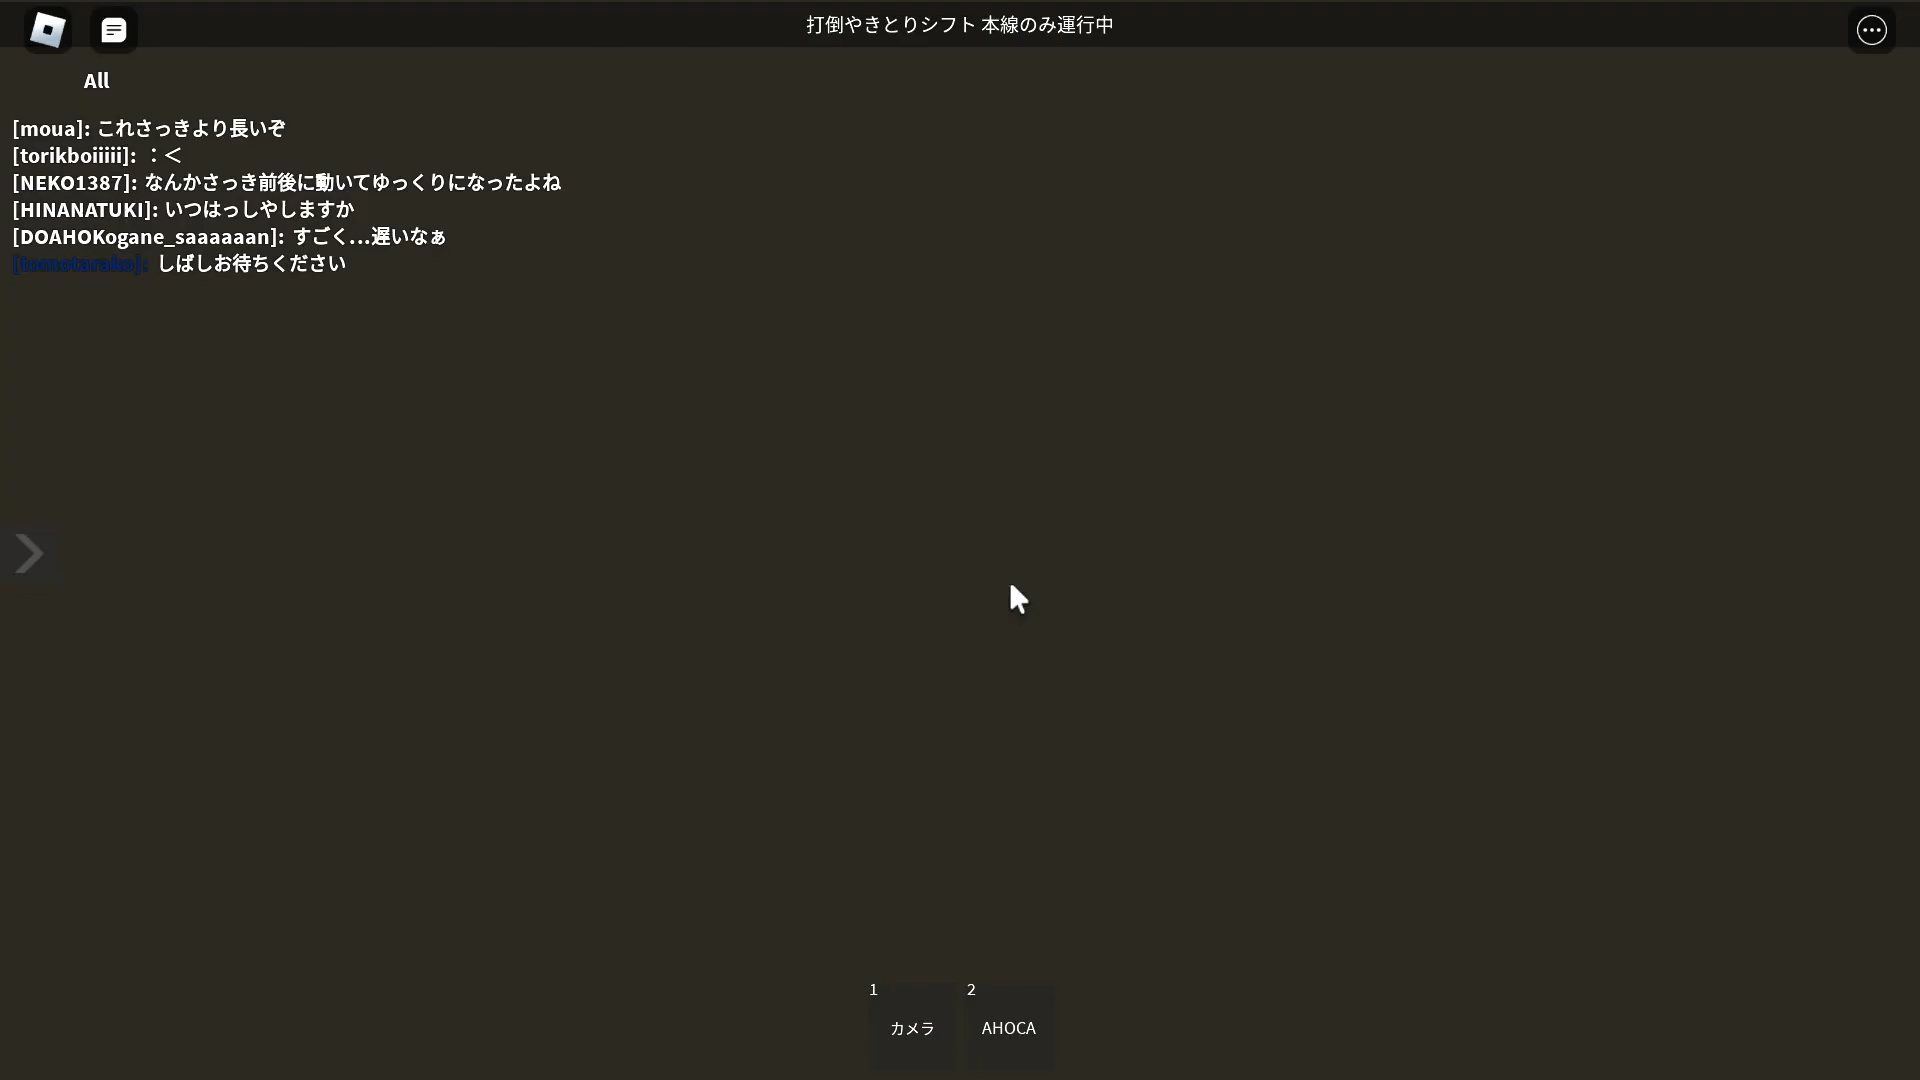 打倒やきとりシフト 本線のみ運行中
All
[moua]: これさっきより長いぞ
[torikboiiiii]: ：＜
[NEKO1387]: なんかさっき前後に動いてゆっくりになったよね
[HINANATUKI]: いつはっしやしますか
[DOAHOKogane_saaaaaan]: すごく...遅いなぁ
[tomotarako]: しばしお待ちください
1 2
カメラ AHOCA